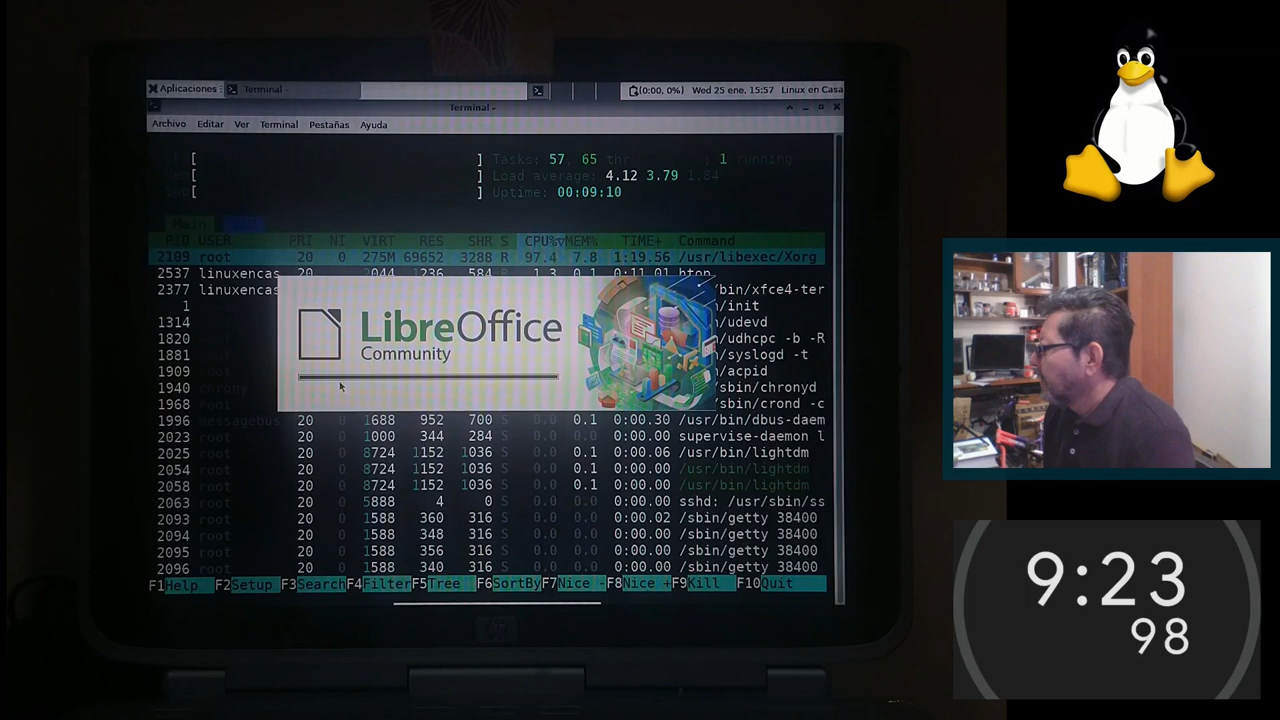 Aplicaciones Terminal - (0:00, 0%) Wed 25 ene, 15:57 Linux en Casa
Terminal -
Archivo Editar Ver Terminal Pestañas Ayuda
[ ] Tasks: 57, 65 thr ; 1 running
[ ] Load average: 4.12 3.79 1.84
[ ] Uptime: 00:09:10
Main
PID USER PRI NI VIRT RES SHR S CPU%▽MEM% TIME+ Command
2109 root 20 0 275M 69652 3288 R 97.4 7.8 1:19.56 /usr/libexec/Xorg
2537 linuxencas 20 2044 1236 584 R 1.3 0.1 0:11.01 htop
2377 linuxencas /bin/xfce4-ter
1 /bin/init
1314 /udevd
1820 /udhcpc -b -R
1881 /syslogd -t
1909 root /acpid
1940 chrony /sbin/chronyd
1968 root /sbin/crond -c
LibreOffice
Community
1996 messagebus 20 0 1688 952 700 S 0.0 0.1 0:00.30 /usr/bin/dbus-daem
2023 root 20 0 1000 344 284 S 0.0 0.0 0:00.00 supervise-daemon l
2025 root 20 0 8724 1152 1036 S 0.0 0.1 0:00.06 /usr/bin/lightdm
2054 root 20 0 8724 1152 1036 S 0.0 0.1 0:00.00 /usr/bin/lightdm
2058 root 20 0 8724 1152 1036 S 0.0 0.1 0:00.00 /usr/bin/lightdm
2063 root 20 0 5888 4 0 S 0.0 0.0 0:00.00 sshd: /usr/sbin/ss
2093 root 20 0 1588 360 316 S 0.0 0.0 0:00.02 /sbin/getty 38400
2094 root 20 0 1588 348 316 S 0.0 0.0 0:00.00 /sbin/getty 38400
2095 root 20 0 1588 356 316 S 0.0 0.0 0:00.00 /sbin/getty 38400
2096 root 20 0 1588 340 316 S 0.0 0.0 0:00.00 /sbin/getty 38400
F1Help F2Setup F3Search F4Filter F5Tree F6SortBy F7Nice - F8Nice + F9Kill F10Quit
hp
9:23
98